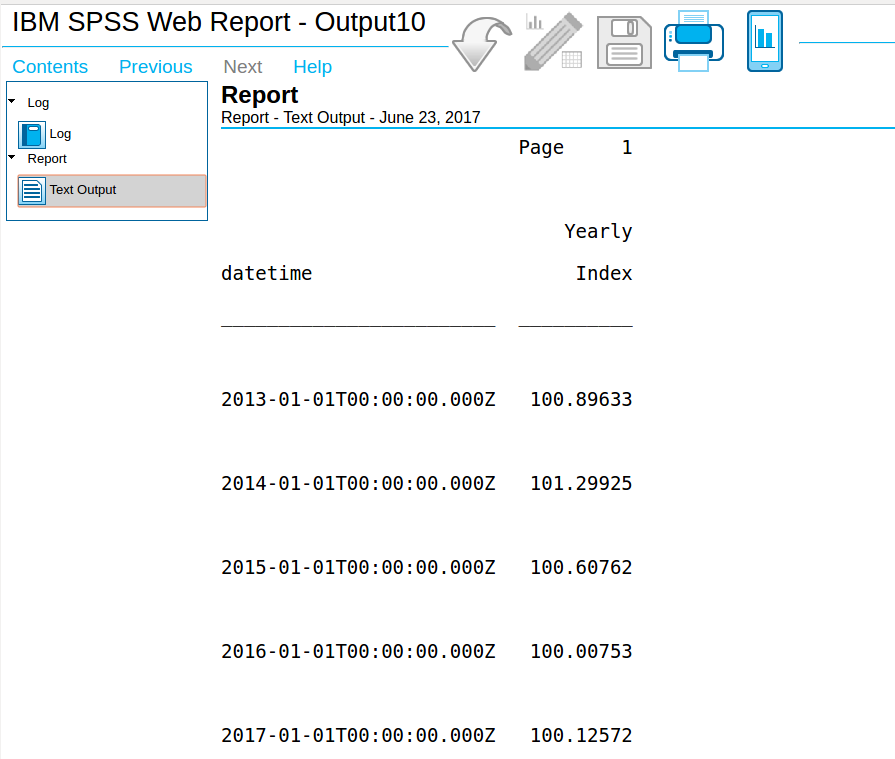 IBM SPSS Web Report - Output10
Contents Previous Next Help
Log
Log
Report
Text Output
Report
Report - Text Output - June 23, 2017
Page 1
Yearly
datetime Index
________________________ __________
2013-01-01T00:00:00.000Z 100.89633
2014-01-01T00:00:00.000Z 101.29925
2015-01-01T00:00:00.000Z 100.60762
2016-01-01T00:00:00.000Z 100.00753
2017-01-01T00:00:00.000Z 100.12572